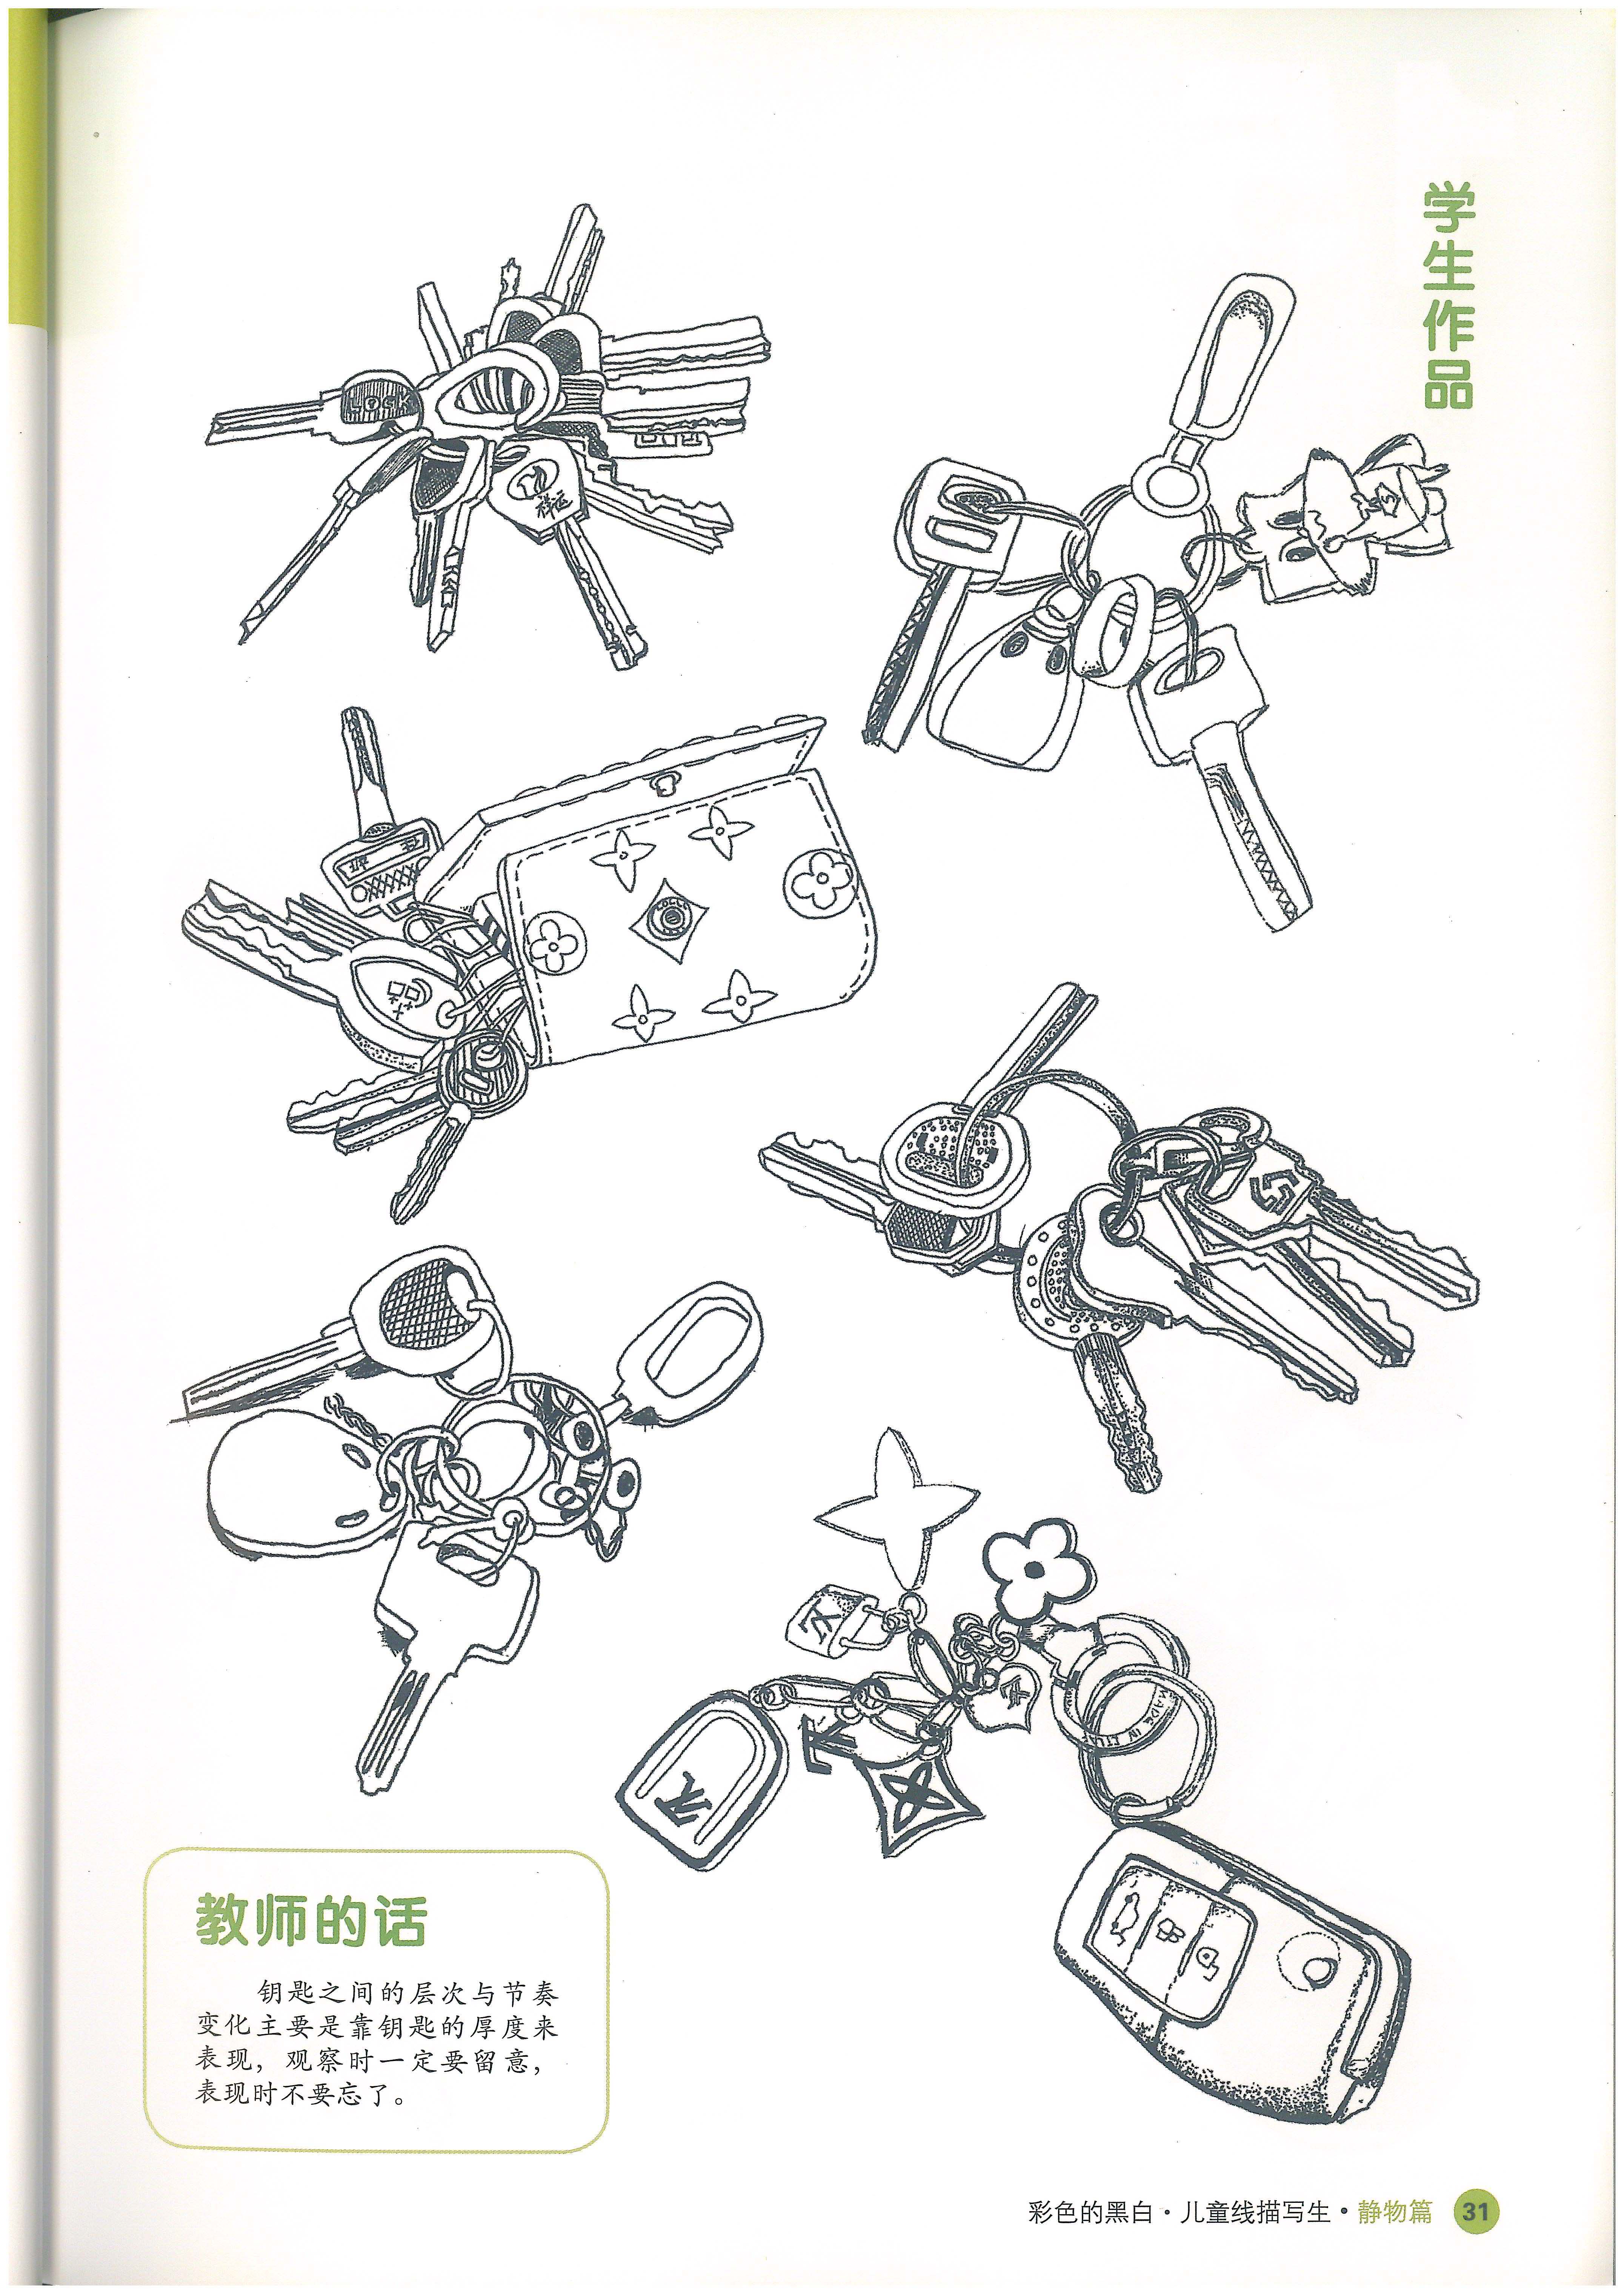 学生作品
LOCK
祥运
教师的话
钥匙之间的层次与节奏
变化主要是靠钥匙的厚度来
表现，观察时一定要留意，
表现时不要忘了。
彩色的黑白·儿童线描写生·静物篇 31